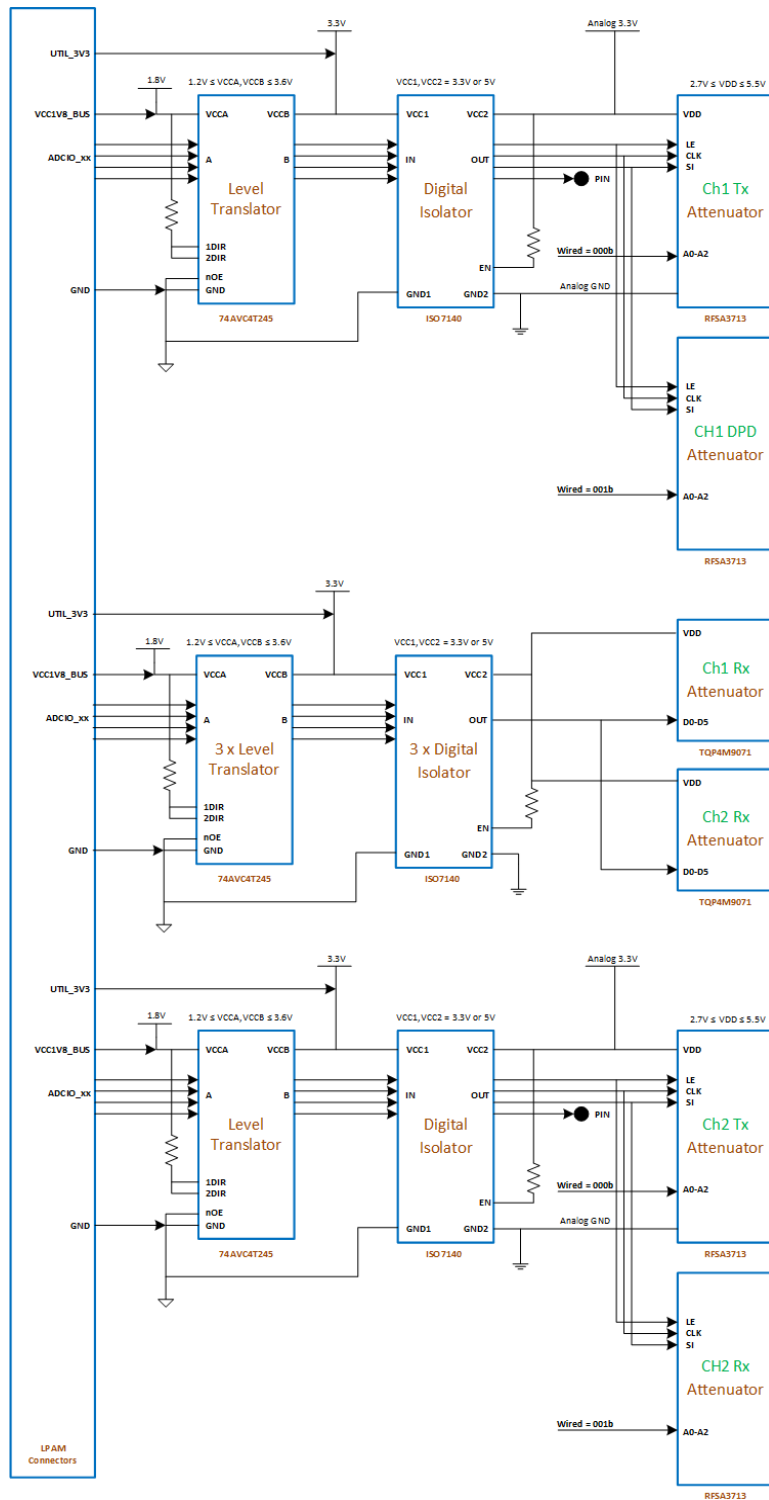 3.3V
Analog 3.3V
UTIL_3V3
1.8V
1.2V ≤ VCCA, VCCB ≤ 3.6V
VCC1, VCC2 = 3.3V or 5V
2.7V ≤ VDD ≤ 5.5V
VCC1V8_BUS
VCCA
VCCB
VCC1
VCC2
VDD
ADCIO_xx
A
B
IN
OUT
LE
CLK
SI
PIN
Level
Translator
Digital
Isolator
Ch1 Tx
Attenuator
1DIR
2DIR
nOE
GND
GND
EN
Wired = 000b
A0-A2
GND1
GND2
Analog GND
74AVC4T245
ISO7140
RFSA3713
LE
CLK
SI
CH1 DPD
Attenuator
Wired = 001b
A0-A2
RFSA3713
3.3V
UTIL_3V3
1.8V
1.2V ≤ VCCA, VCCB ≤ 3.6V
VCC1, VCC2 = 3.3V or 5V
VDD
VCC1V8_BUS
VCCA
VCCB
VCC1
VCC2
Ch1 Rx
Attenuator
ADCIO_xx
A
B
IN
OUT
D0-D5
TQP4M9071
3 x Level
Translator
3 x Digital
Isolator
VDD
1DIR
2DIR
nOE
GND
GND
EN
GND1
GND2
Ch2 Rx
Attenuator
D0-D5
74AVC4T245
ISO7140
TQP4M9071
3.3V
Analog 3.3V
UTIL_3V3
1.8V
1.2V ≤ VCCA, VCCB ≤ 3.6V
VCC1, VCC2 = 3.3V or 5V
2.7V ≤ VDD ≤ 5.5V
VCC1V8_BUS
VCCA
VCCB
VCC1
VCC2
VDD
ADCIO_xx
A
B
IN
OUT
LE
CLK
SI
PIN
Level
Translator
Digital
Isolator
Ch2 Tx
Attenuator
1DIR
2DIR
nOE
GND
GND
EN
Wired = 000b
A0-A2
GND1
GND2
Analog GND
74AVC4T245
ISO7140
RFSA3713
LE
CLK
SI
CH2 Rx
Attenuator
Wired = 001b
A0-A2
RFSA3713
LPAM
Connectors